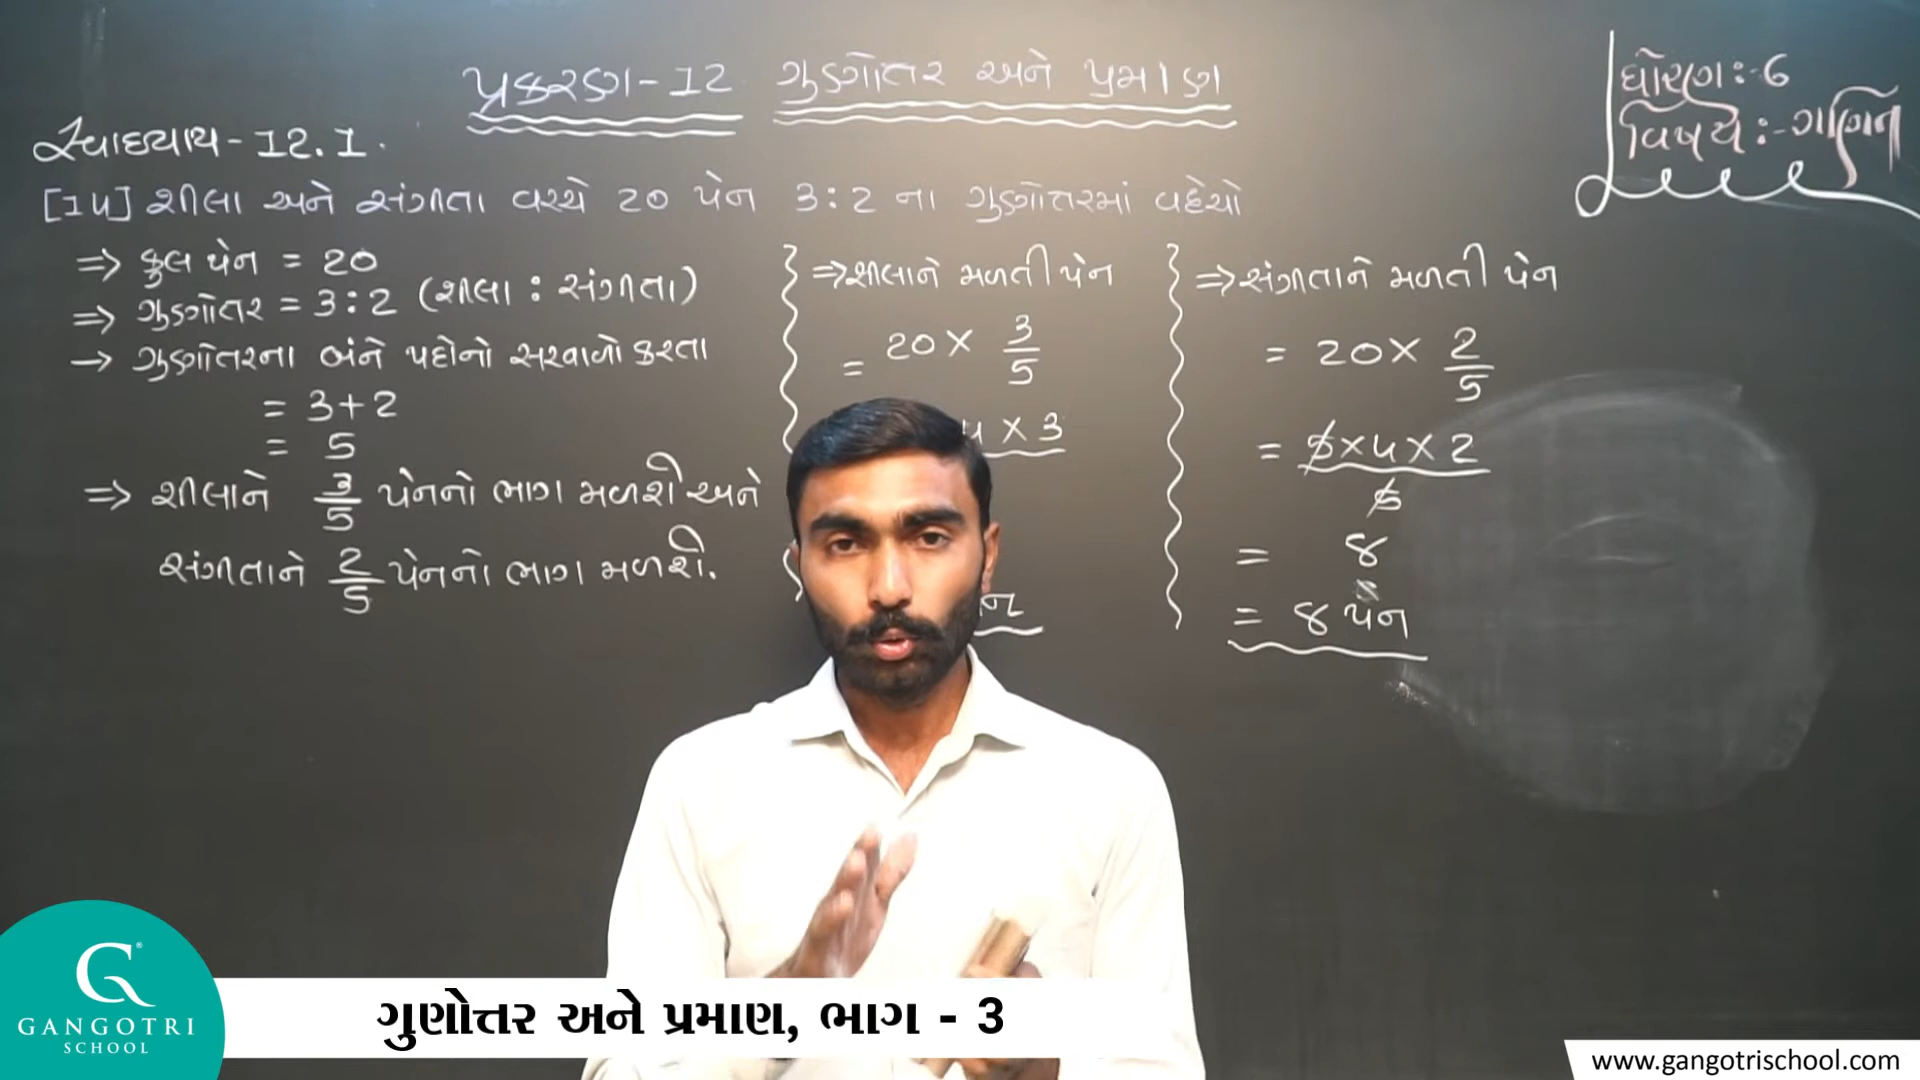 પ્રકરણ-12 ગુણોતર અને પ્રમાણ
ધોરણ:-6
વિષય:-ગણિત
સ્વાધ્યાય-12.1.
[14] શીલા અને સંગીતા વચ્ચે 20 પેન 3:2 ના ગુણોતરમાં વહેચો
⇒ કુલ પેન = 20
⇒ ગુણોતર = 3:2 (શીલા : સંગીતા)
→ ગુણોતરના બંને પદોનો સરવાળો કરતા
= 3+2
= 5
⇒ શીલાને 3/5 પેનનો ભાગ મળશે અને
સંગીતાને 2/5 પેનનો ભાગ મળશે.
⇒ શીલાને મળતી પેન
= 20 × 3/5
4 × 3
ન
⇒ સંગીતાને મળતી પેન
= 20 × 2/5
= 5×4×2
5
= 8
= 8 પેન
G
GANGOTRI
SCHOOL
ગુણોત્તર અને પ્રમાણ, ભાગ - 3
www.gangotrischool.com